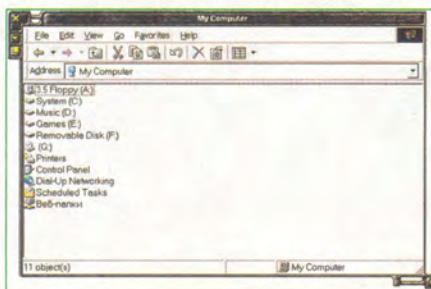 My Computer
File Edit View Go Favorites Help
Address My Computer
3.5 Floppy (A:)
System (C:)
Music (D:)
Games (E:)
Removable Disk (F:)
(G:)
Printers
Control Panel
Dial-Up Networking
Scheduled Tasks
Веб-папки
11 object(s) My Computer